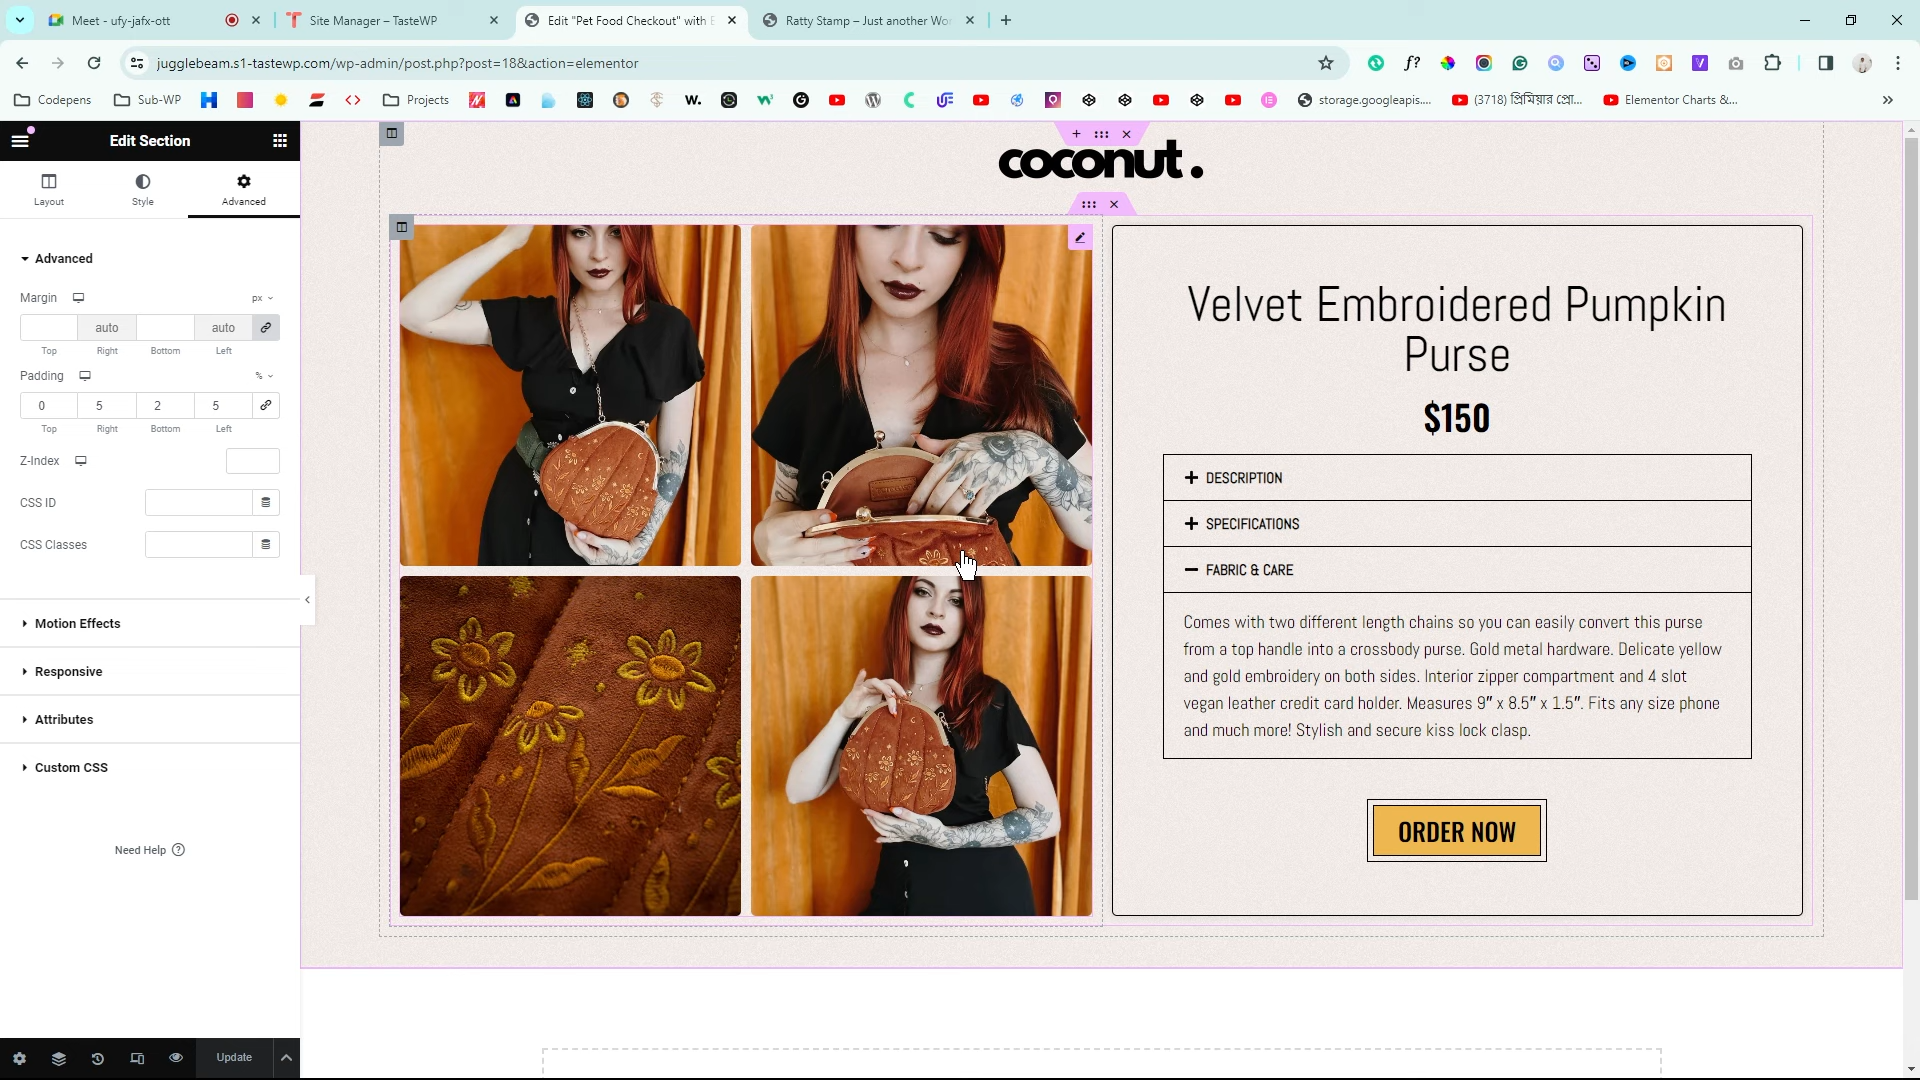 Meet - ufy-jafx-ott
Site Manager – TasteWP
Edit "Pet Food Checkout" with E
Ratty Stamp – Just another Wo
jugglebeam.s1-tastewp.com/wp-admin/post.php?post=18&action=elementor
Codepens
Sub-WP
Projects
storage.googleapis....
(3718) প্রিমিয়ার প্রো...
Elementor Charts &...
Edit Section
Layout
Style
Advanced
Advanced
Margin
px
auto
auto
Top
Right
Bottom
Left
Padding
%
0
5
2
5
Top
Right
Bottom
Left
Z-Index
CSS ID
CSS Classes
Motion Effects
Responsive
Attributes
Custom CSS
Need Help
Update
coconut.
Velvet Embroidered Pumpkin
Purse
$150
DESCRIPTION
SPECIFICATIONS
FABRIC & CARE
Comes with two different length chains so you can easily convert this purse
from a top handle into a crossbody purse. Gold metal hardware. Delicate yellow
and gold embroidery on both sides. Interior zipper compartment and 4 slot
vegan leather credit card holder. Measures 9″ x 8.5″ x 1.5″. Fits any size phone
and much more! Stylish and secure kiss lock clasp.
ORDER NOW